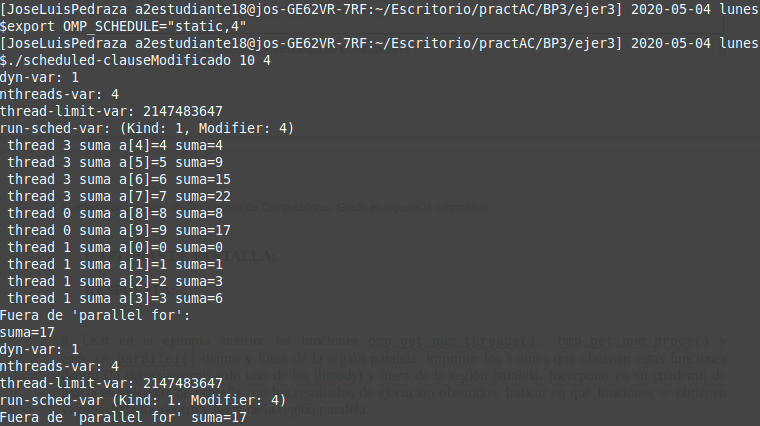 [JoseLuisPedraza a2estudiante18@jos-GE62VR-7RF:~/Escritorio/practAC/BP3/ejer3] 2020-05-04 lunes
$export OMP_SCHEDULE="static,4"
[JoseLuisPedraza a2estudiante18@jos-GE62VR-7RF:~/Escritorio/practAC/BP3/ejer3] 2020-05-04 lunes
$./scheduled-clauseModificado 10 4
dyn-var: 1
nthreads-var: 4
thread-limit-var: 2147483647
run-sched-var: (Kind: 1, Modifier: 4)
thread 3 suma a[4]=4 suma=4
thread 3 suma a[5]=5 suma=9
thread 3 suma a[6]=6 suma=15
thread 3 suma a[7]=7 suma=22
thread 0 suma a[8]=8 suma=8
thread 0 suma a[9]=9 suma=17
thread 1 suma a[0]=0 suma=0
thread 1 suma a[1]=1 suma=1
thread 1 suma a[2]=2 suma=3
thread 1 suma a[3]=3 suma=6
Fuera de 'parallel for':
suma=17
dyn-var: 1
nthreads-var: 4
thread-limit-var: 2147483647
run-sched-var (Kind: 1. Modifier: 4)
Fuera de 'parallel for' suma=17